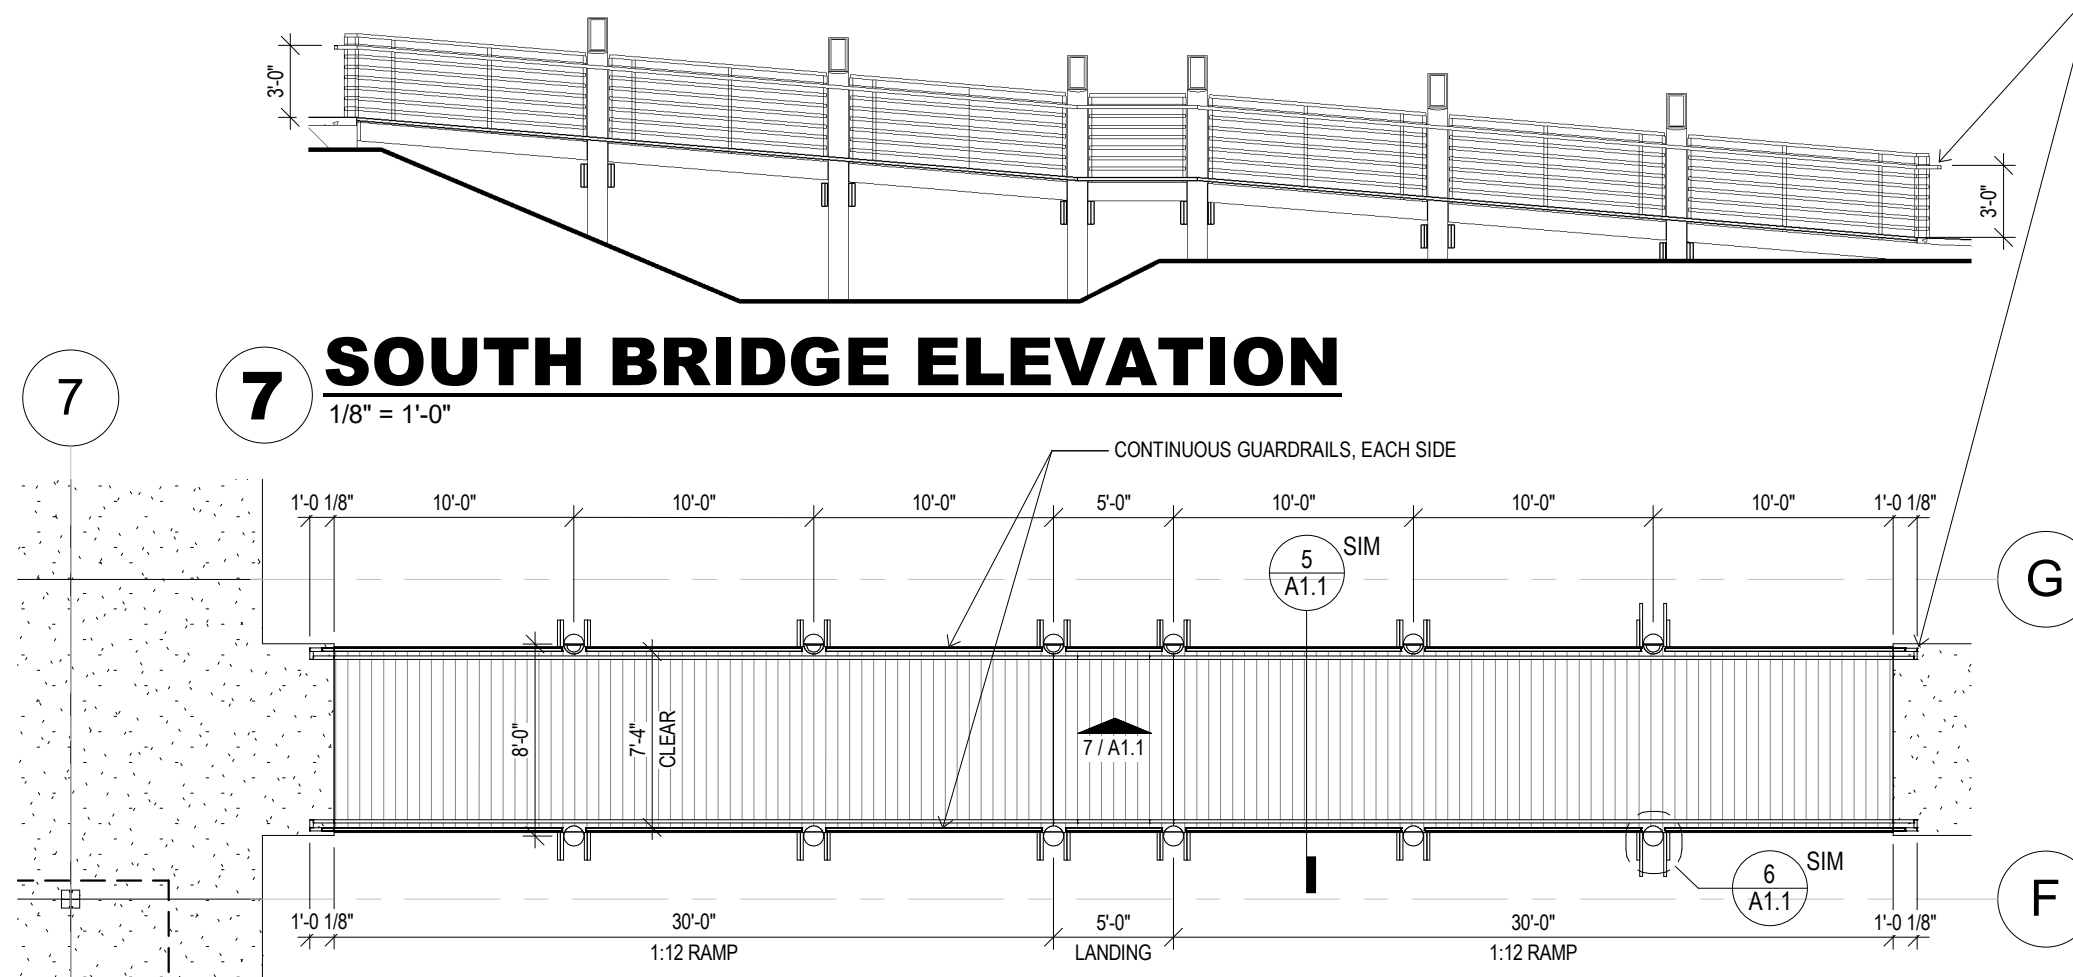 3'-0"
3'-0"
7
7
SOUTH BRIDGE ELEVATION
1/8" = 1'-0"
CONTINUOUS GUARDRAILS, EACH SIDE
1'-0 1/8" 10'-0" 10'-0" 10'-0" 5'-0" 10'-0" 10'-0" 10'-0" 1'-0 1/8"
5
A1.1
SIM
G
8'-0"
7'-4"
CLEAR
7 / A1.1
6
A1.1
SIM
F
1'-0 1/8" 30'-0" 5'-0" 30'-0" 1'-0 1/8"
1:12 RAMP LANDING 1:12 RAMP